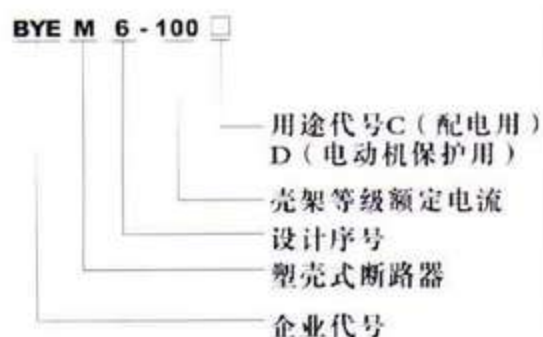 BYE M 6 - 100 □
用途代号C（配电用）
D（电动机保护用）
壳架等级额定电流
设计序号
塑壳式断路器
企业代号